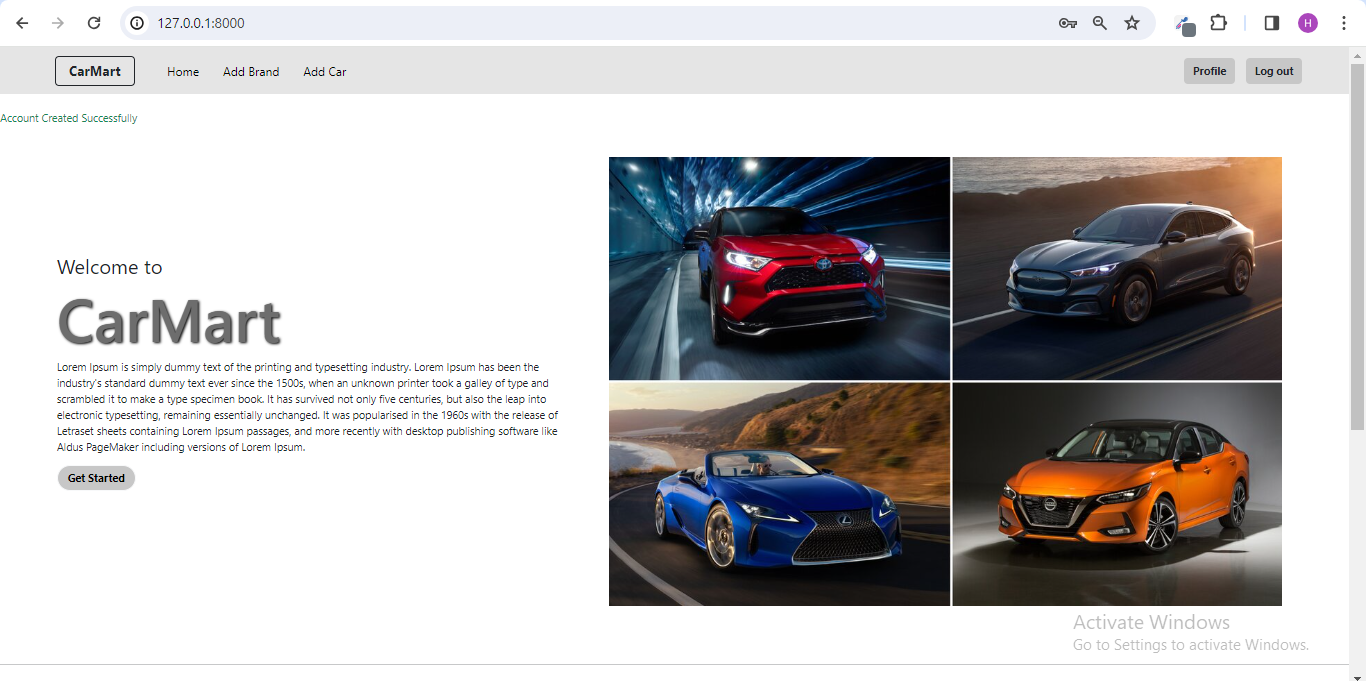 127.0.0.1:8000
H
CarMart
Home
Add Brand
Add Car
Profile
Log out
Account Created Successfully
Welcome to
CarMart
Lorem Ipsum is simply dummy text of the printing and typesetting industry. Lorem Ipsum has been the
industry's standard dummy text ever since the 1500s, when an unknown printer took a galley of type and
scrambled it to make a type specimen book. It has survived not only five centuries, but also the leap into
electronic typesetting, remaining essentially unchanged. It was popularised in the 1960s with the release of
Letraset sheets containing Lorem Ipsum passages, and more recently with desktop publishing software like
Aldus PageMaker including versions of Lorem Ipsum.
Get Started
Activate Windows
Go to Settings to activate Windows.